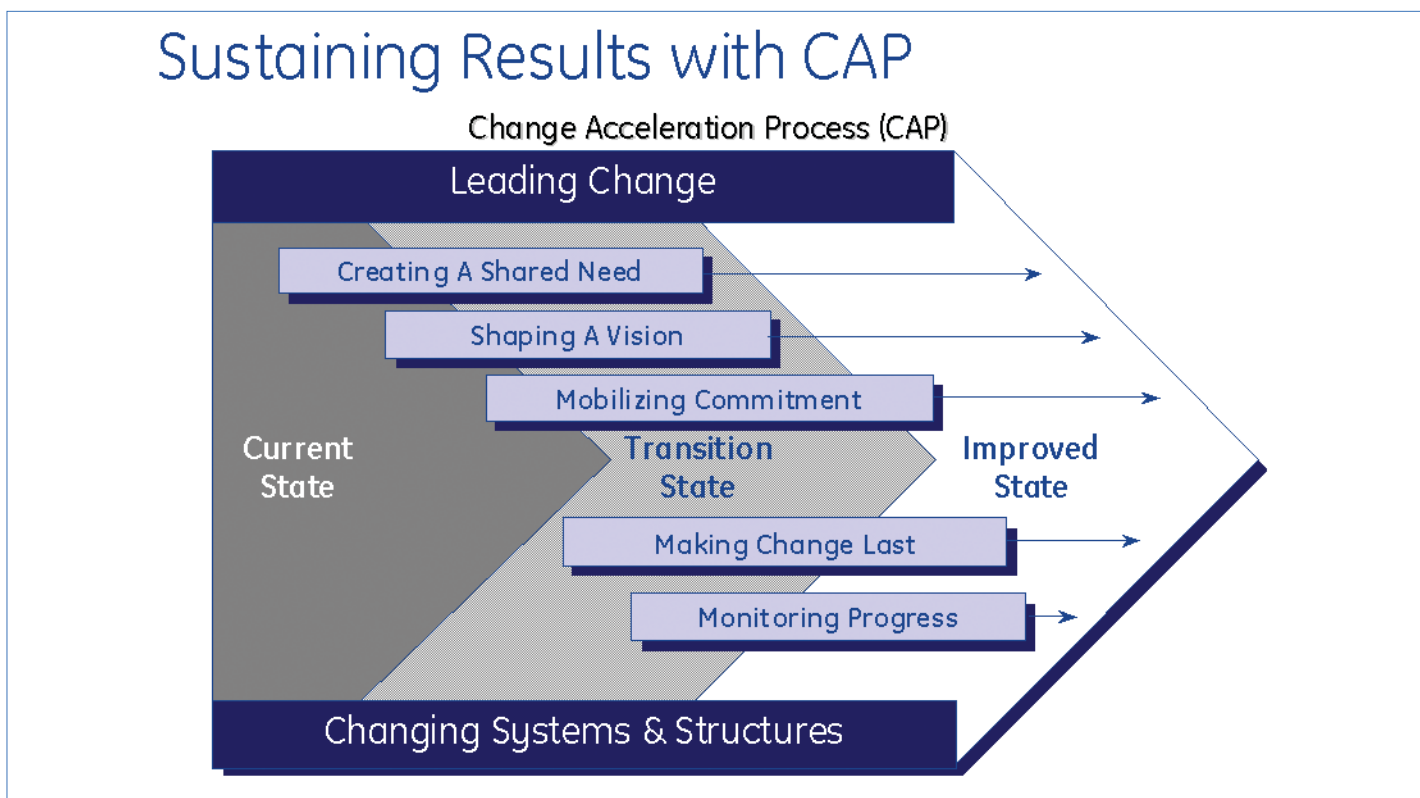 Sustaining Results with CAP
Change Acceleration Process (CAP)
Leading Change
Creating A Shared Need
Shaping A Vision
Mobilizing Commitment
Current
State
Transition
State
Improved
State
Making Change Last
Monitoring Progress
Changing Systems & Structures